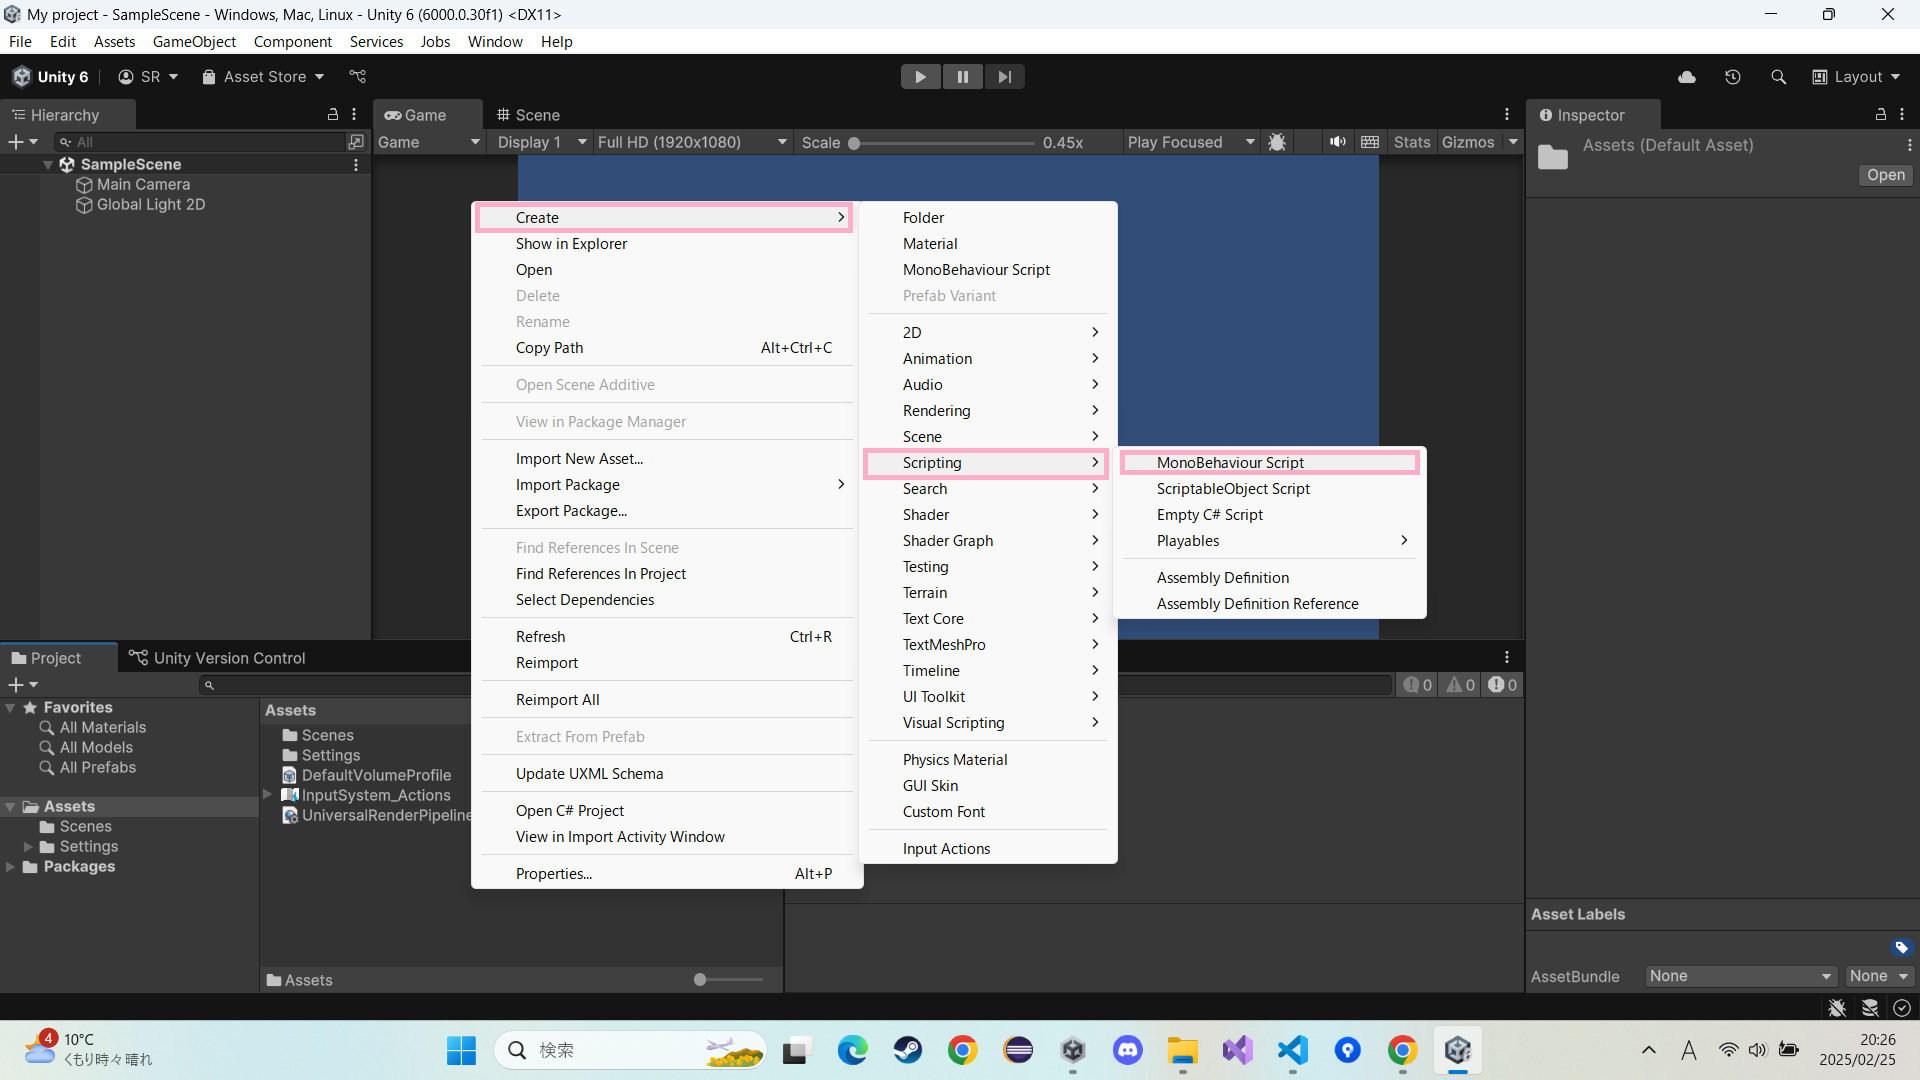 My project - SampleScene - Windows, Mac, Linux - Unity 6 (6000.0.30f1) <DX11>
File Edit Assets GameObject Component Services Jobs Window Help
Unity 6 SR Asset Store Layout
Hierarchy
All
SampleScene
Main Camera
Global Light 2D
Game Scene
Game Display 1 Full HD (1920x1080) Scale 0.45x Play Focused Stats Gizmos
Inspector
Assets (Default Asset)
Open
Create
Show in Explorer
Open
Delete
Rename
Copy Path Alt+Ctrl+C
Open Scene Additive
View in Package Manager
Import New Asset...
Import Package
Export Package...
Find References In Scene
Find References In Project
Select Dependencies
Refresh Ctrl+R
Reimport
Reimport All
Extract From Prefab
Update UXML Schema
Open C# Project
View in Import Activity Window
Properties... Alt+P
Folder
Material
MonoBehaviour Script
Prefab Variant
2D
Animation
Audio
Rendering
Scene
Scripting
Search
Shader
Shader Graph
Testing
Terrain
Text Core
TextMeshPro
Timeline
UI Toolkit
Visual Scripting
Physics Material
GUI Skin
Custom Font
Input Actions
MonoBehaviour Script
ScriptableObject Script
Empty C# Script
Playables
Assembly Definition
Assembly Definition Reference
Project Unity Version Control
0 0 0
Favorites
All Materials
All Models
All Prefabs
Assets
Scenes
Settings
Packages
Assets
Scenes
Settings
DefaultVolumeProfile
InputSystem_Actions
UniversalRenderPipeline
Assets
Asset Labels
AssetBundle None None
4
10°C
くもり時々晴れ
検索
A
20:26
2025/02/25